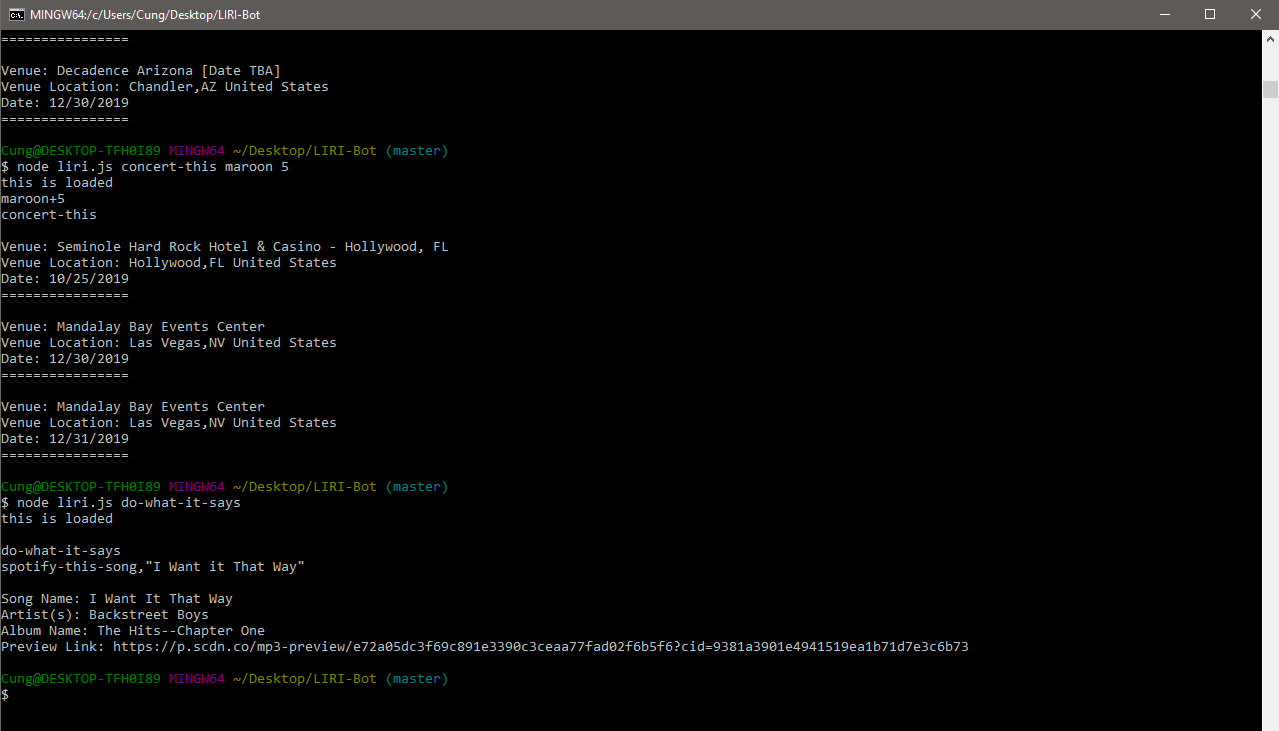 MINGW64:/c/Users/Cung/Desktop/LIRI-Bot
================
Venue: Decadence Arizona [Date TBA]
Venue Location: Chandler,AZ United States
Date: 12/30/2019
================
Cung@DESKTOP-TFH0I89 MINGW64 ~/Desktop/LIRI-Bot (master)
$ node liri.js concert-this maroon 5
this is loaded
maroon+5
concert-this
Venue: Seminole Hard Rock Hotel & Casino - Hollywood, FL
Venue Location: Hollywood,FL United States
Date: 10/25/2019
================
Venue: Mandalay Bay Events Center
Venue Location: Las Vegas,NV United States
Date: 12/30/2019
================
Venue: Mandalay Bay Events Center
Venue Location: Las Vegas,NV United States
Date: 12/31/2019
================
Cung@DESKTOP-TFH0I89 MINGW64 ~/Desktop/LIRI-Bot (master)
$ node liri.js do-what-it-says
this is loaded
do-what-it-says
spotify-this-song,"I Want it That Way"
Song Name: I Want It That Way
Artist(s): Backstreet Boys
Album Name: The Hits--Chapter One
Preview Link: https://p.scdn.co/mp3-preview/e72a05dc3f69c891e3390c3ceaa77fad02f6b5f6?cid=9381a3901e4941519ea1b71d7e3c6b73
Cung@DESKTOP-TFH0I89 MINGW64 ~/Desktop/LIRI-Bot (master)
$